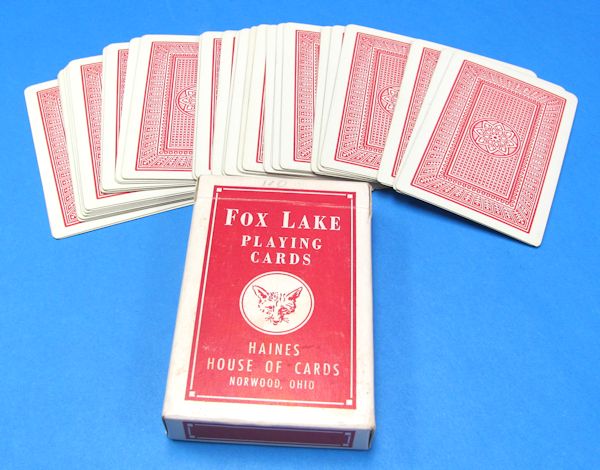 FOX LAKE
PLAYING
CARDS
HAINES
HOUSE OF CARDS
NORWOOD, OHIO